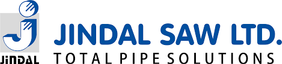 JINDAL SAW LTD.
TOTAL PIPE SOLUTIONS
JiNDAL